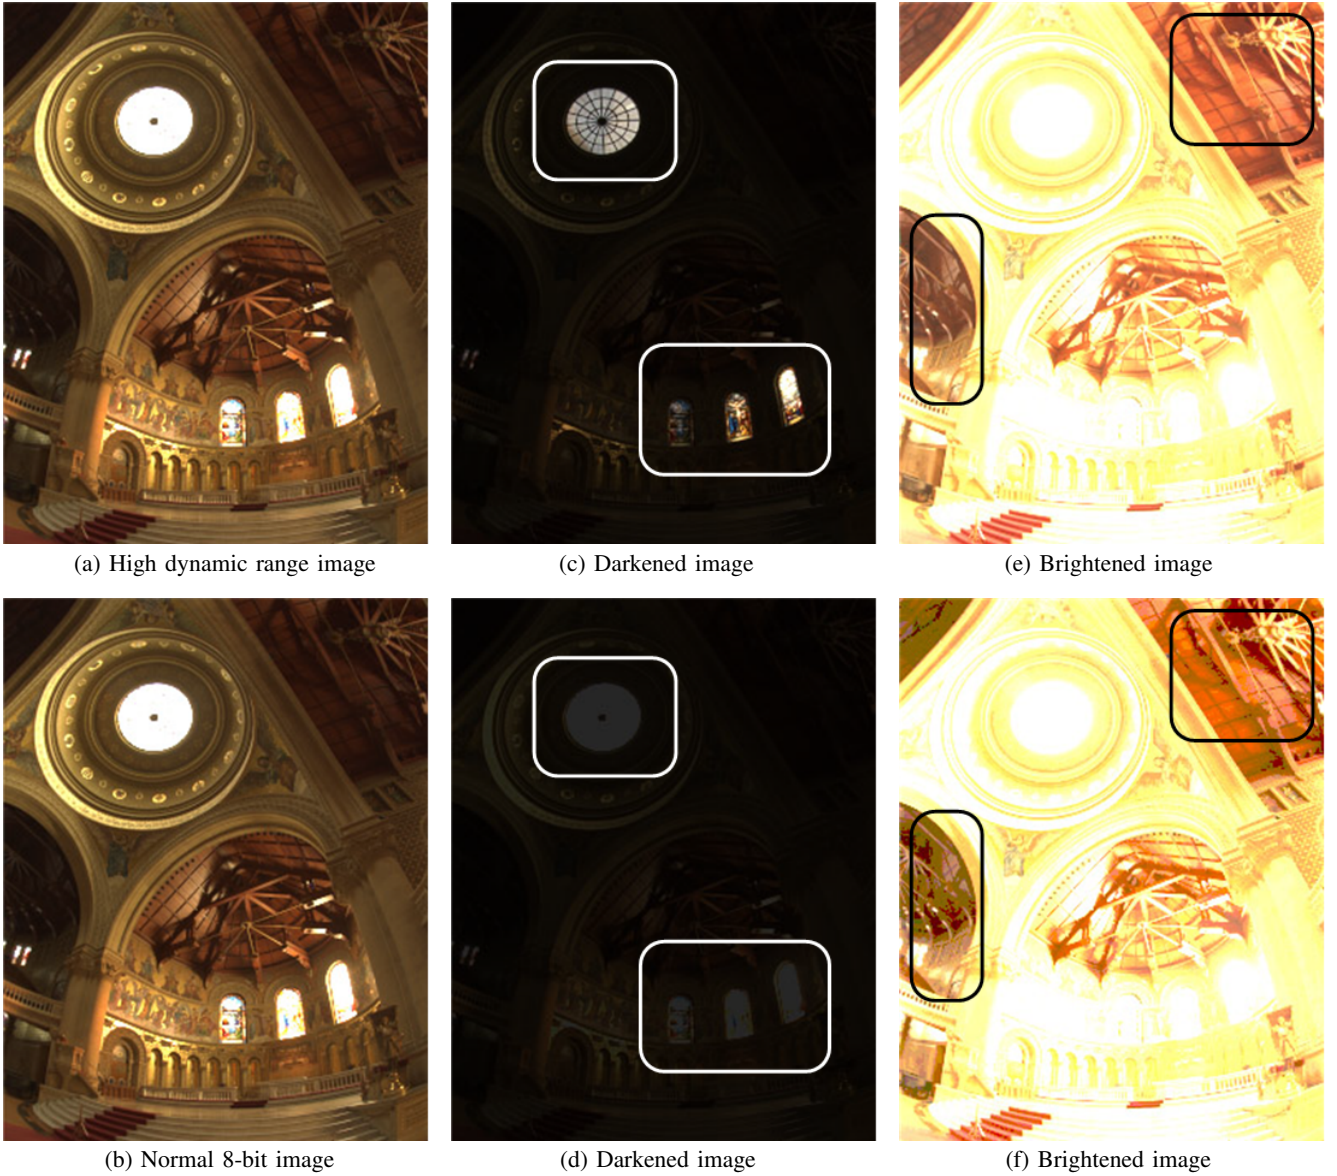 (a) High dynamic range image
(c) Darkened image
(e) Brightened image
(b) Normal 8-bit image
(d) Darkened image
(f) Brightened image